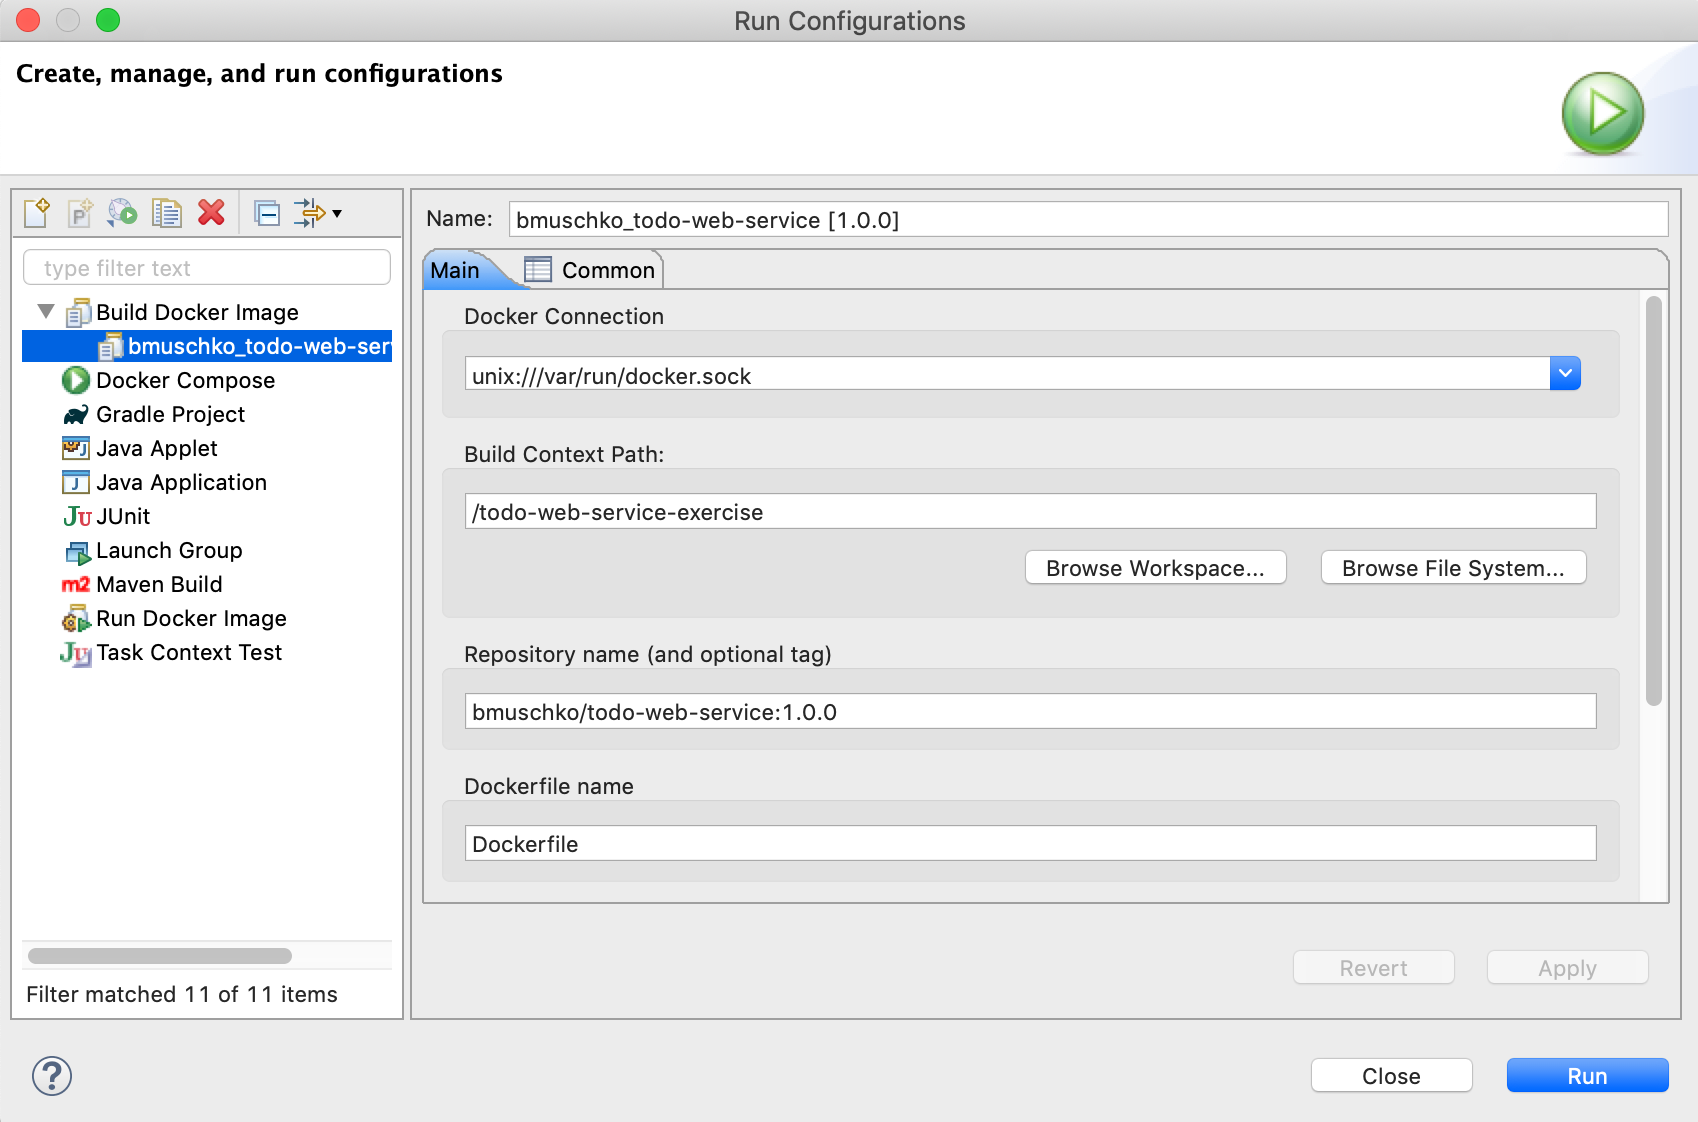 Run Configurations
Create, manage, and run configurations
type filter text
Build Docker Image
bmuschko_todo-web-ser
Docker Compose
Gradle Project
Java Applet
Java Application
JUnit
Launch Group
m2 Maven Build
Run Docker Image
Task Context Test
Filter matched 11 of 11 items
Name: bmuschko_todo-web-service [1.0.0]
Main Common
Docker Connection
unix:///var/run/docker.sock
Build Context Path:
/todo-web-service-exercise
Browse Workspace... Browse File System...
Repository name (and optional tag)
bmuschko/todo-web-service:1.0.0
Dockerfile name
Dockerfile
Revert Apply
? Close Run